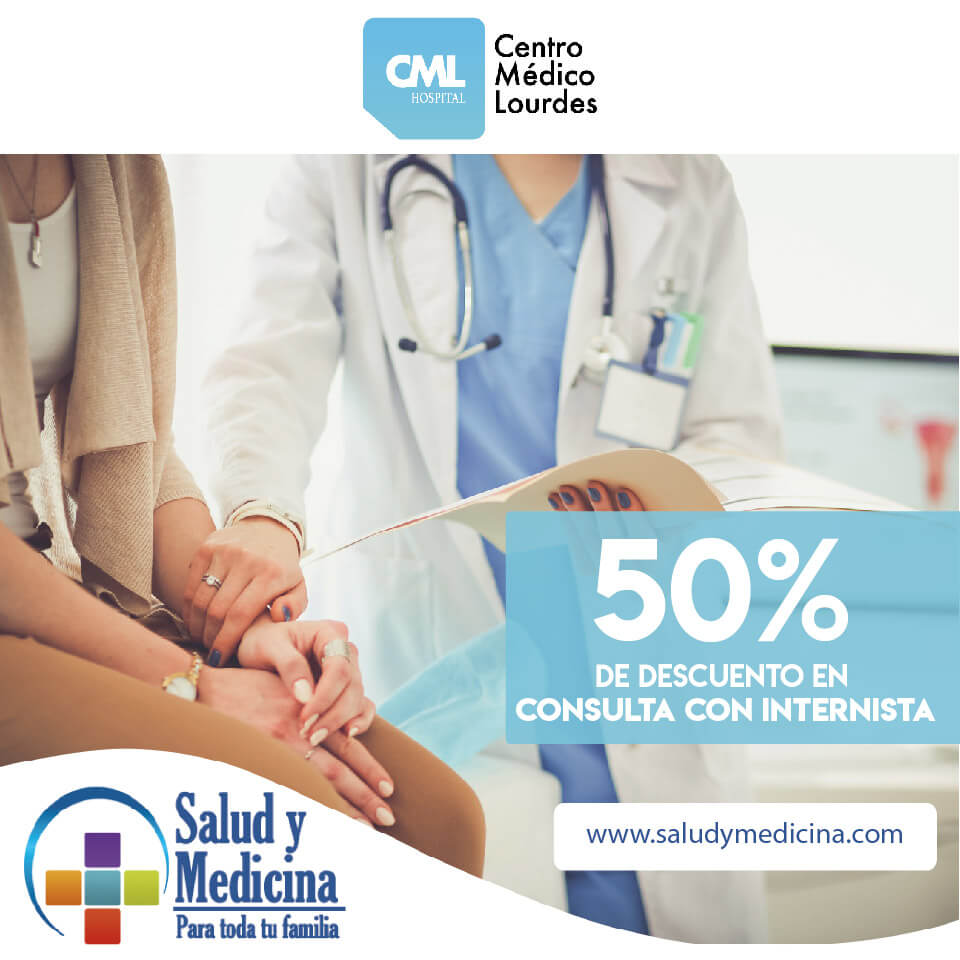 CML
HOSPITAL
Centro
Médico
Lourdes
50%
DE DESCUENTO EN
CONSULTA CON INTERNISTA
www.saludymedicina.com
Salud y
Medicina
Para toda tu familia